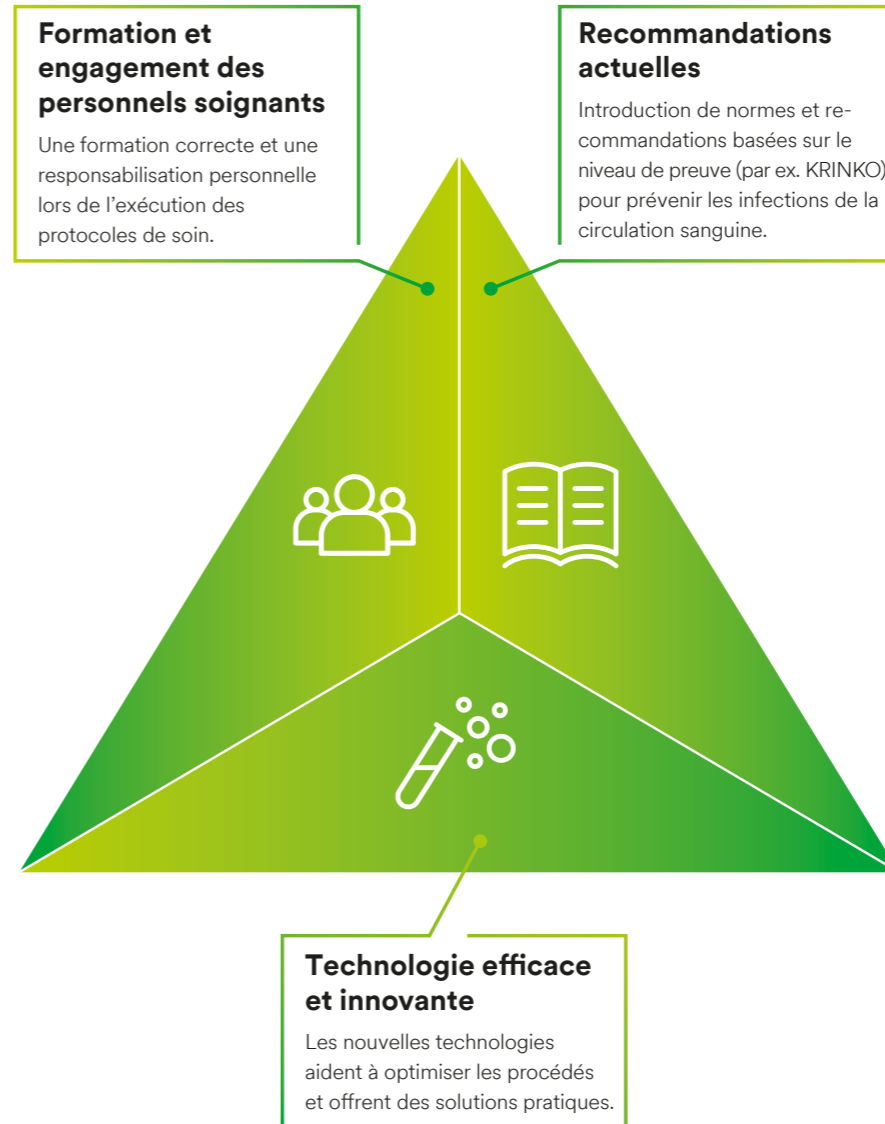 Formation et
engagement des
personnels soignants
Une formation correcte et une
responsabilisation personnelle
lors de l'exécution des
protocoles de soin.
Recommandations
actuelles
Introduction de normes et re-
commandations basées sur le
niveau de preuve (par ex. KRINKO)
pour prévenir les infections de la
circulation sanguine.
Technologie efficace
et innovante
Les nouvelles technologies
aident à optimiser les procédés
et offrent des solutions pratiques.